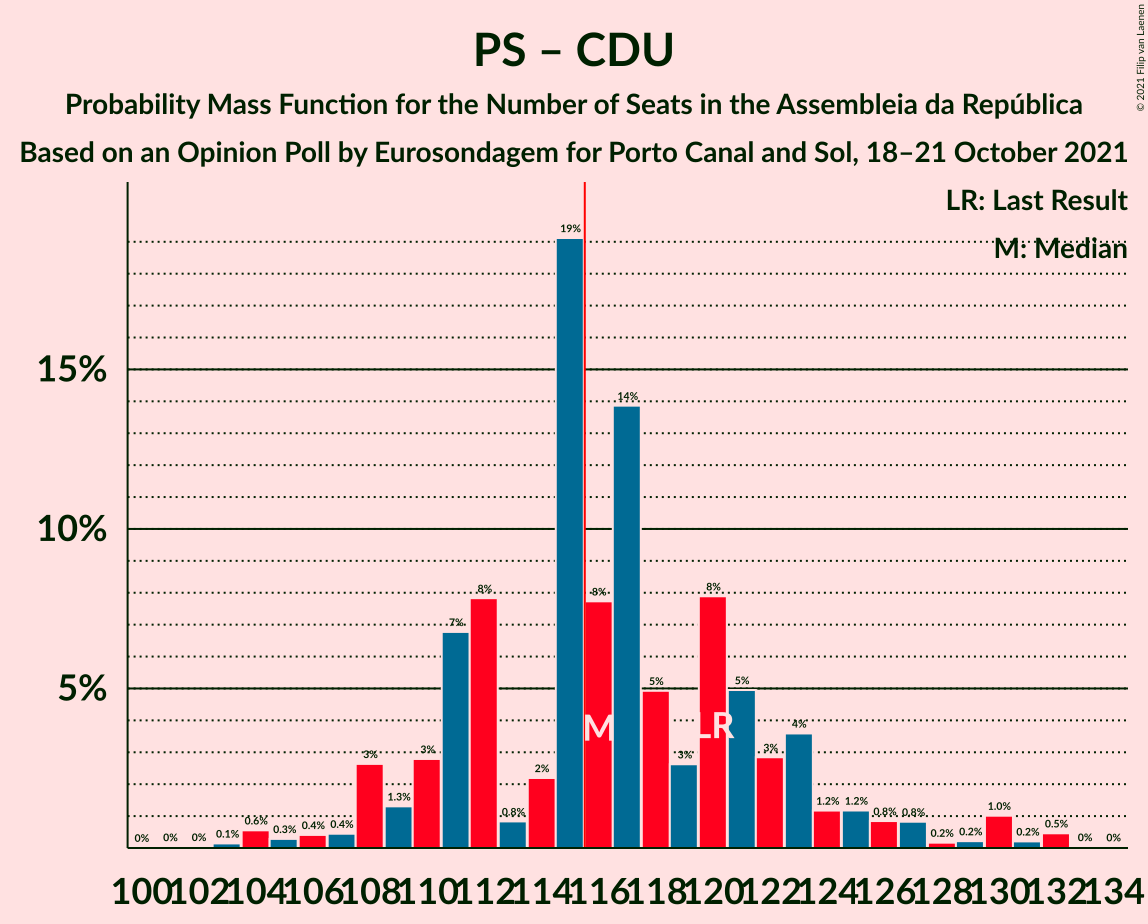 PS – CDU
Probability Mass Function for the Number of Seats in the Assembleia da República
Based on an Opinion Poll by Eurosondagem for Porto Canal and Sol, 18–21 October 2021
© 2021 Filip van Laenen
LR: Last Result
M: Median
15%
10%
5%
0% 0% 0% 0.1% 0.6% 0.3% 0.4% 0.4% 3% 1.3% 3% 7% 8% 0.8% 2% 19% 8% 14% 5% 3% 8% 5% 3% 4% 1.2% 1.2% 0.8% 0.8% 0.2% 0.2% 1.0% 0.2% 0.5% 0% 0%
M LR
100 102 104 106 108 110 112 114 116 118 120 122 124 126 128 130 132 134